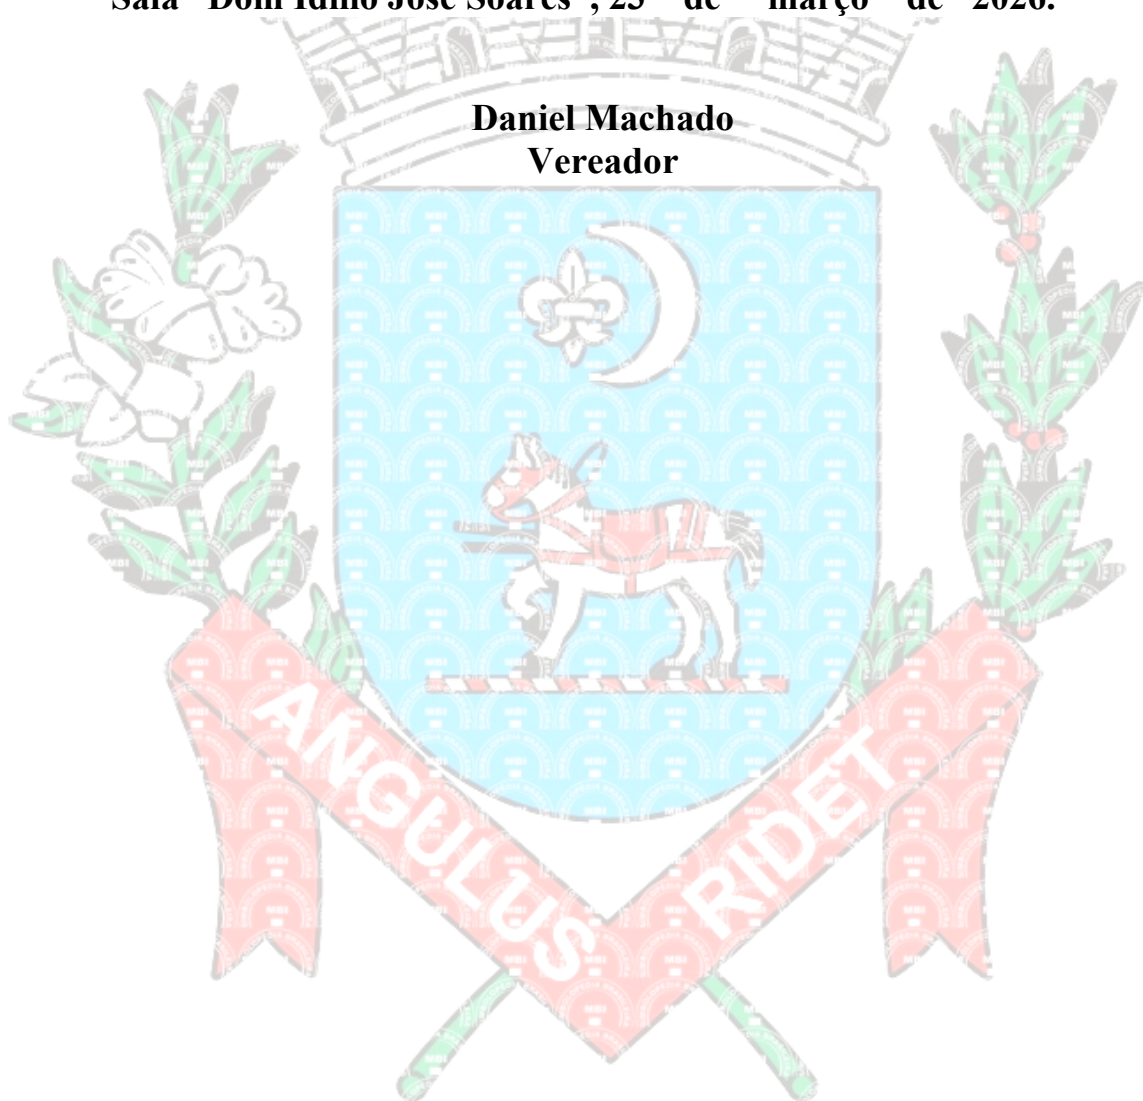 Sala "Dom Idílio José Soares", 25 de março de 2026.
Daniel Machado
Vereador
ANGULUS RIDET